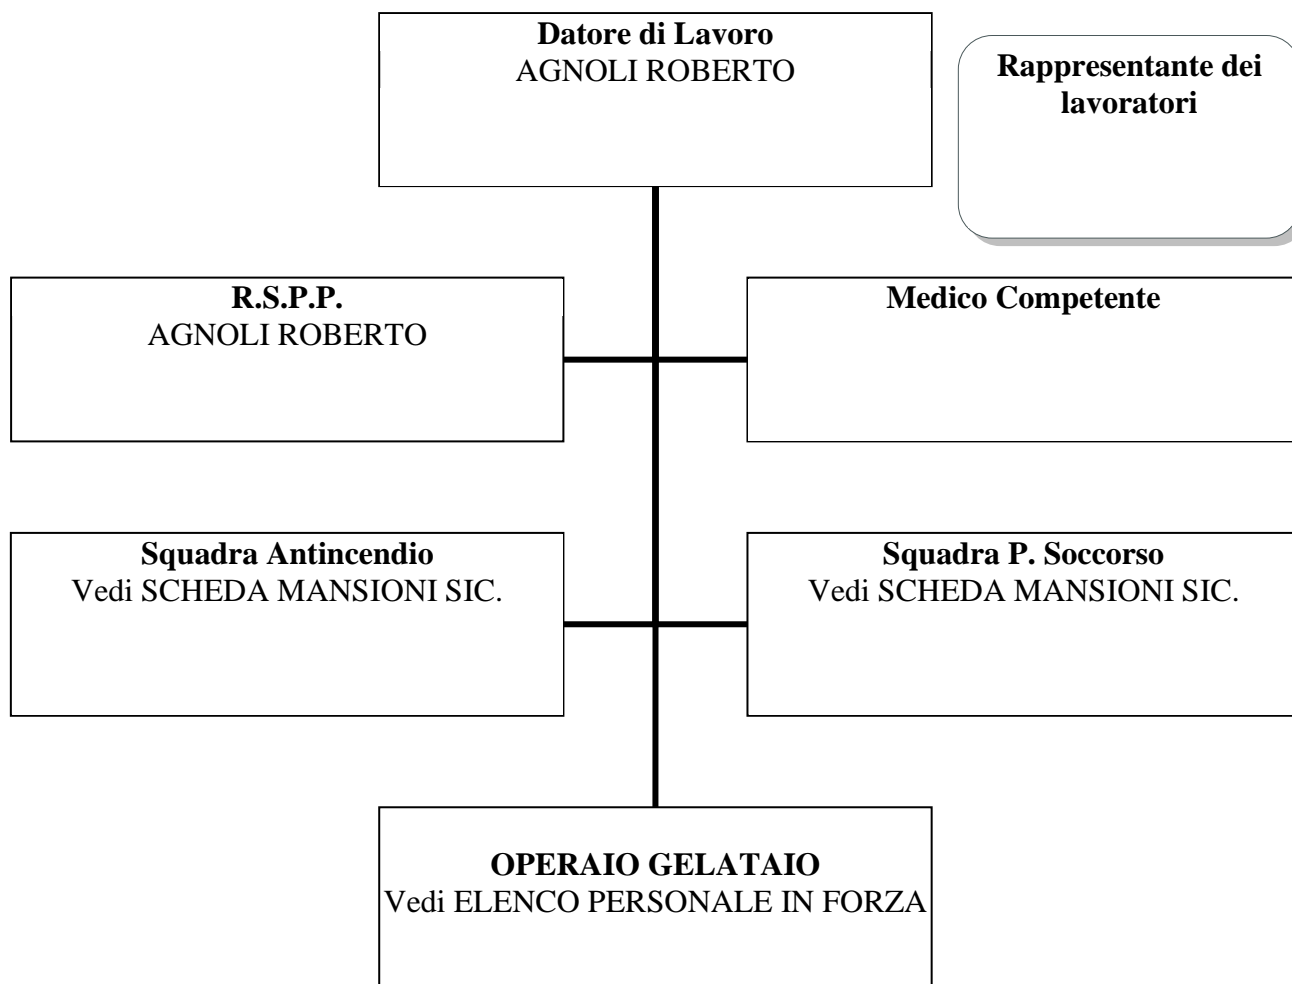 Datore di Lavoro
AGNOLI ROBERTO
Rappresentante dei
lavoratori
R.S.P.P.
AGNOLI ROBERTO
Medico Competente
Squadra Antincendio
Vedi SCHEDA MANSIONI SIC.
Squadra P. Soccorso
Vedi SCHEDA MANSIONI SIC.
OPERAIO GELATAIO
Vedi ELENCO PERSONALE IN FORZA